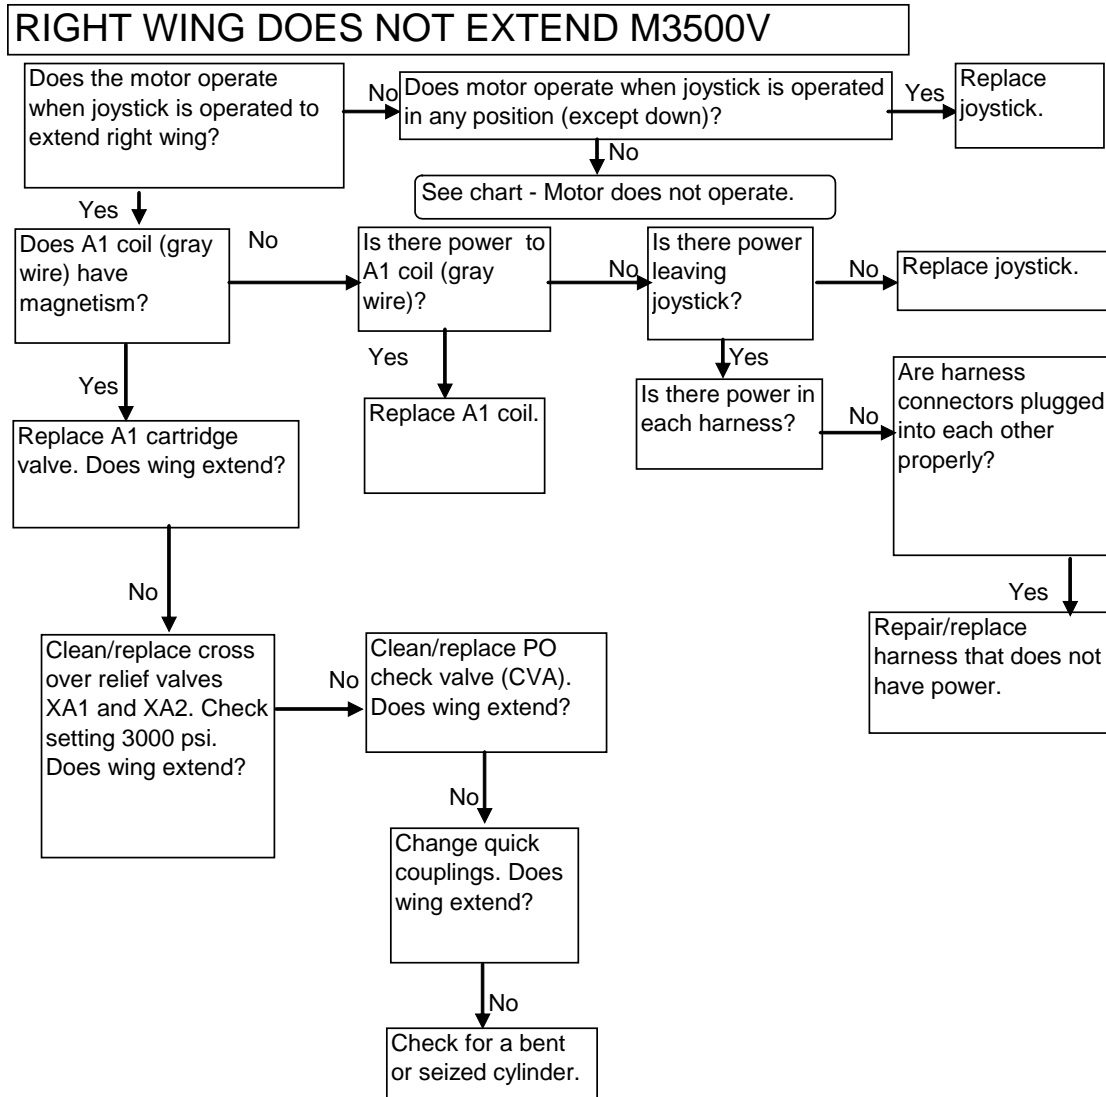 RIGHT WING DOES NOT EXTEND M3500V
Does the motor operate
when joystick is operated to
extend right wing?
No
Does motor operate when joystick is operated
in any position (except down)?
Yes
Replace
joystick.
No
See chart - Motor does not operate.
Yes
Does A1 coil (gray
wire) have
magnetism?
No
Is there power  to
A1 coil (gray
wire)?
No
Is there power
leaving
joystick?
No
Replace joystick.
Yes
Replace A1 coil.
Yes
Is there power in
each harness?
No
Are harness
connectors plugged
into each other
properly?
Yes
Repair/replace
harness that does not
have power.
Yes
Replace A1 cartridge
valve. Does wing extend?
No
Clean/replace cross
over relief valves
XA1 and XA2. Check
setting 3000 psi.
Does wing extend?
No
Clean/replace PO
check valve (CVA).
Does wing extend?
No
Change quick
couplings. Does
wing extend?
No
Check for a bent
or seized cylinder.